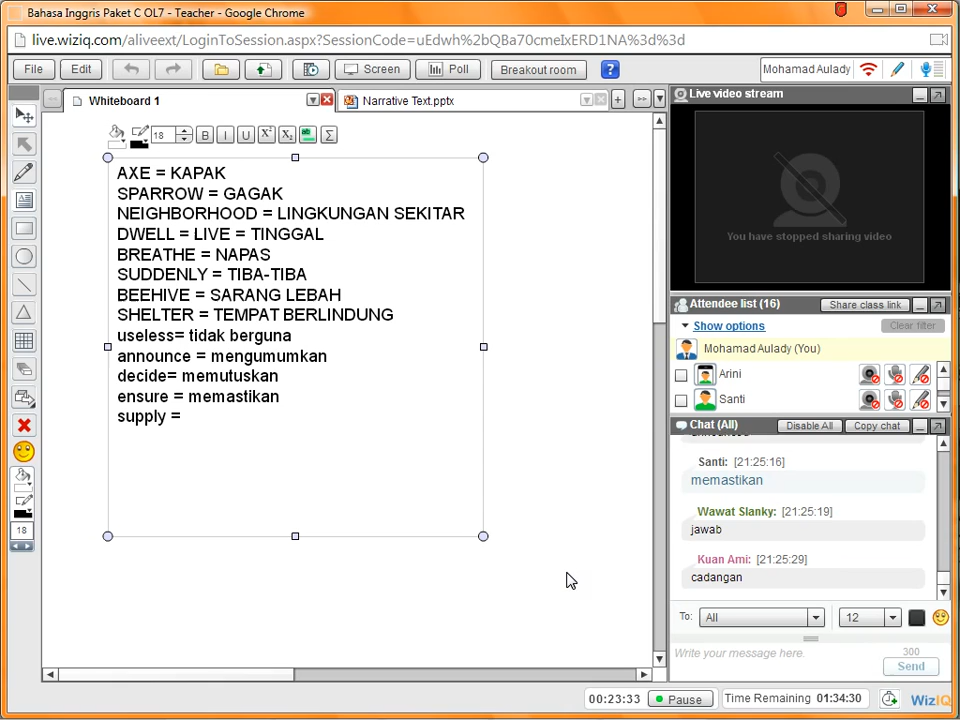 Bahasa Inggris Paket C OL7 - Teacher - Google Chrome
live.wiziq.com/aliveext/LoginToSession.aspx?SessionCode=uEdwh%2bQBa70cmeIxERD1NA%3d%3d
File Edit Screen Poll Breakout room ? Mohamad Aulady
Whiteboard 1 Narrative Text.pptx
18 B I U X² X₂ Σ
AXE = KAPAK
SPARROW = GAGAK
NEIGHBORHOOD = LINGKUNGAN SEKITAR
DWELL = LIVE = TINGGAL
BREATHE = NAPAS
SUDDENLY = TIBA-TIBA
BEEHIVE = SARANG LEBAH
SHELTER = TEMPAT BERLINDUNG
useless= tidak berguna
announce = mengumumkan
decide= memutuskan
ensure = memastikan
supply =
18
Live video stream
You have stopped sharing video
Attendee list (16) Share class link
Show options Clear filter
Mohamad Aulady (You)
Arini
Santi
Chat (All) Disable All Copy chat
Santi: [21:25:16]
memastikan
Wawat Slanky: [21:25:19]
jawab
Kuan Ami: [21:25:29]
cadangan
To: All 12
Write your message here. 300
Send
00:23:33 Pause Time Remaining 01:34:30 WizIQ